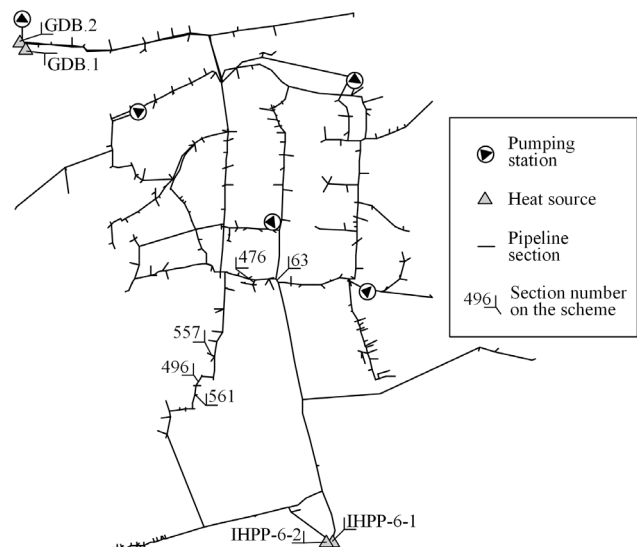 GDB.2
GDB.1
476
63
557
496
561
IHPP-6-1
IHPP-6-2
Pumping
station
Heat source
Pipeline
section
496
Section number
on the scheme